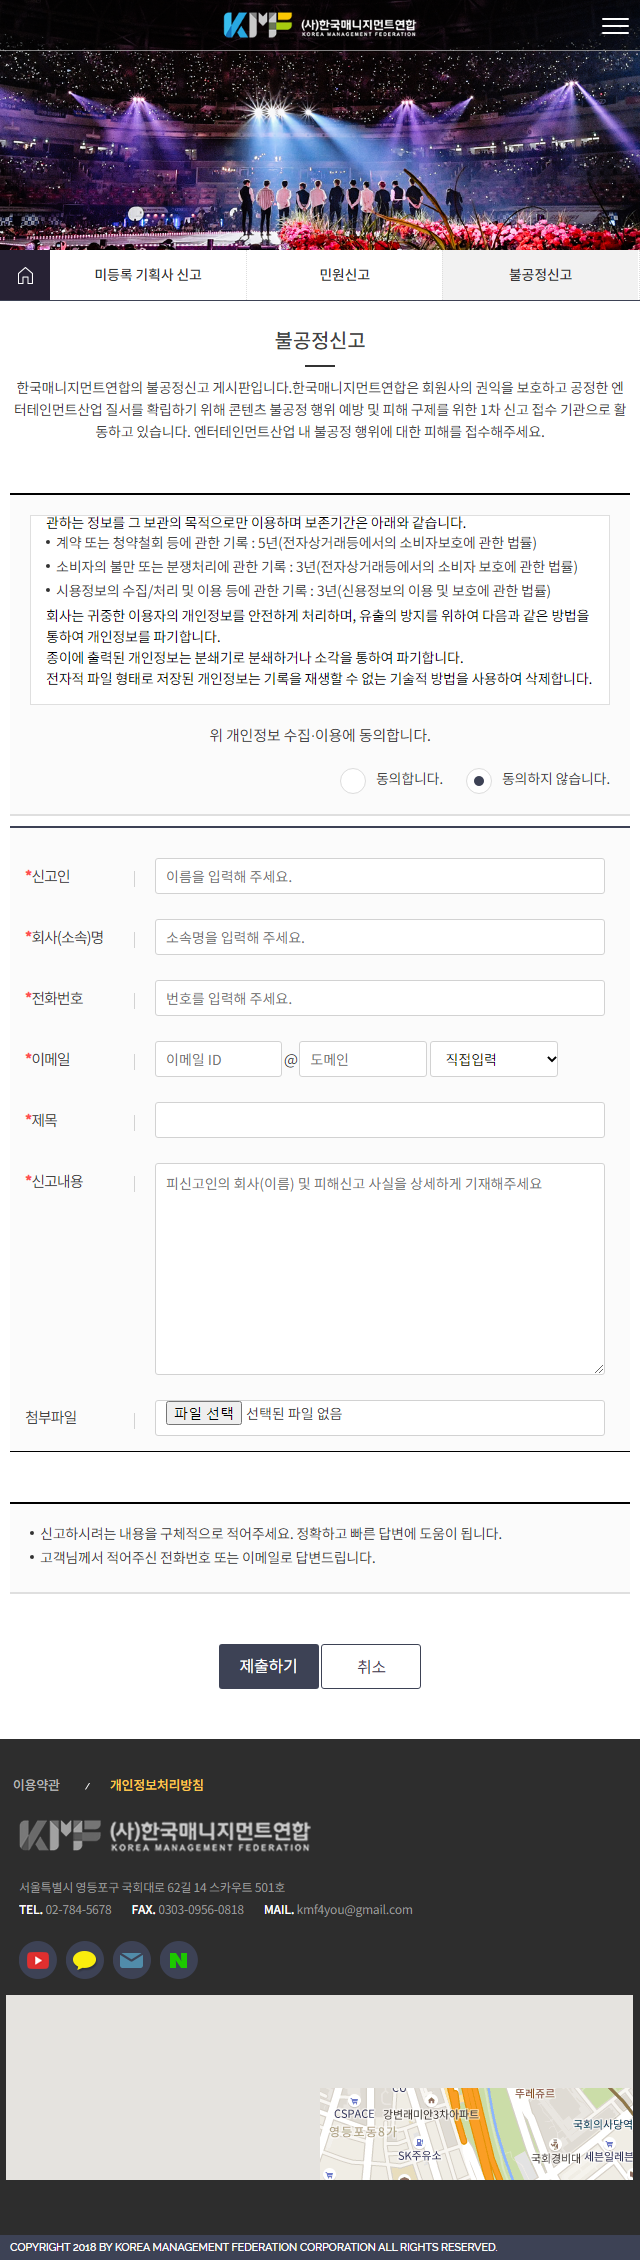 KMF (사)한국매니지먼트연합
KOREA MANAGEMENT FEDERATION
미등록 기획사 신고
민원신고
불공정신고
불공정신고
한국매니지먼트연합의 불공정신고 게시판입니다.한국매니지먼트연합은 회원사의 권익을 보호하고 공정한 엔
터테인먼트산업 질서를 확립하기 위해 콘텐츠 불공정 행위 예방 및 피해 구제를 위한 1차 신고 접수 기관으로 활
동하고 있습니다. 엔터테인먼트산업 내 불공정 행위에 대한 피해를 접수해주세요.
관하는 정보를 그 보관의 목적으로만 이용하며 보존기간은 아래와 같습니다.
• 계약 또는 청약철회 등에 관한 기록 : 5년(전자상거래등에서의 소비자보호에 관한 법률)
• 소비자의 불만 또는 분쟁처리에 관한 기록 : 3년(전자상거래등에서의 소비자 보호에 관한 법률)
• 시용정보의 수집/처리 및 이용 등에 관한 기록 : 3년(신용정보의 이용 및 보호에 관한 법률)
회사는 귀중한 이용자의 개인정보를 안전하게 처리하며, 유출의 방지를 위하여 다음과 같은 방법을
통하여 개인정보를 파기합니다.
종이에 출력된 개인정보는 분쇄기로 분쇄하거나 소각을 통하여 파기합니다.
전자적 파일 형태로 저장된 개인정보는 기록을 재생할 수 없는 기술적 방법을 사용하여 삭제합니다.
위 개인정보 수집·이용에 동의합니다.
동의합니다.
동의하지 않습니다.
*신고인
이름을 입력해 주세요.
*회사(소속)명
소속명을 입력해 주세요.
*전화번호
번호를 입력해 주세요.
*이메일
이메일 ID
@
도메인
직접입력
*제목
*신고내용
피신고인의 회사(이름) 및 피해신고 사실을 상세하게 기재해주세요
첨부파일
파일 선택 선택된 파일 없음
• 신고하시려는 내용을 구체적으로 적어주세요. 정확하고 빠른 답변에 도움이 됩니다.
• 고객님께서 적어주신 전화번호 또는 이메일로 답변드립니다.
제출하기
취소
이용약관 / 개인정보처리방침
KMF (사)한국매니지먼트연합
KOREA MANAGEMENT FEDERATION
서울특별시 영등포구 국회대로 62길 14 스카우트 501호
TEL. 02-784-5678 FAX. 0303-0956-0818 MAIL. kmf4you@gmail.com
N
CU
뚜레쥬르
CSPACE
강변래미안3차아파트
국회의사당역
영등포동8가
SK주유소
국회경비대
세븐일레븐
COPYRIGHT 2018 BY KOREA MANAGEMENT FEDERATION CORPORATION ALL RIGHTS RESERVED.